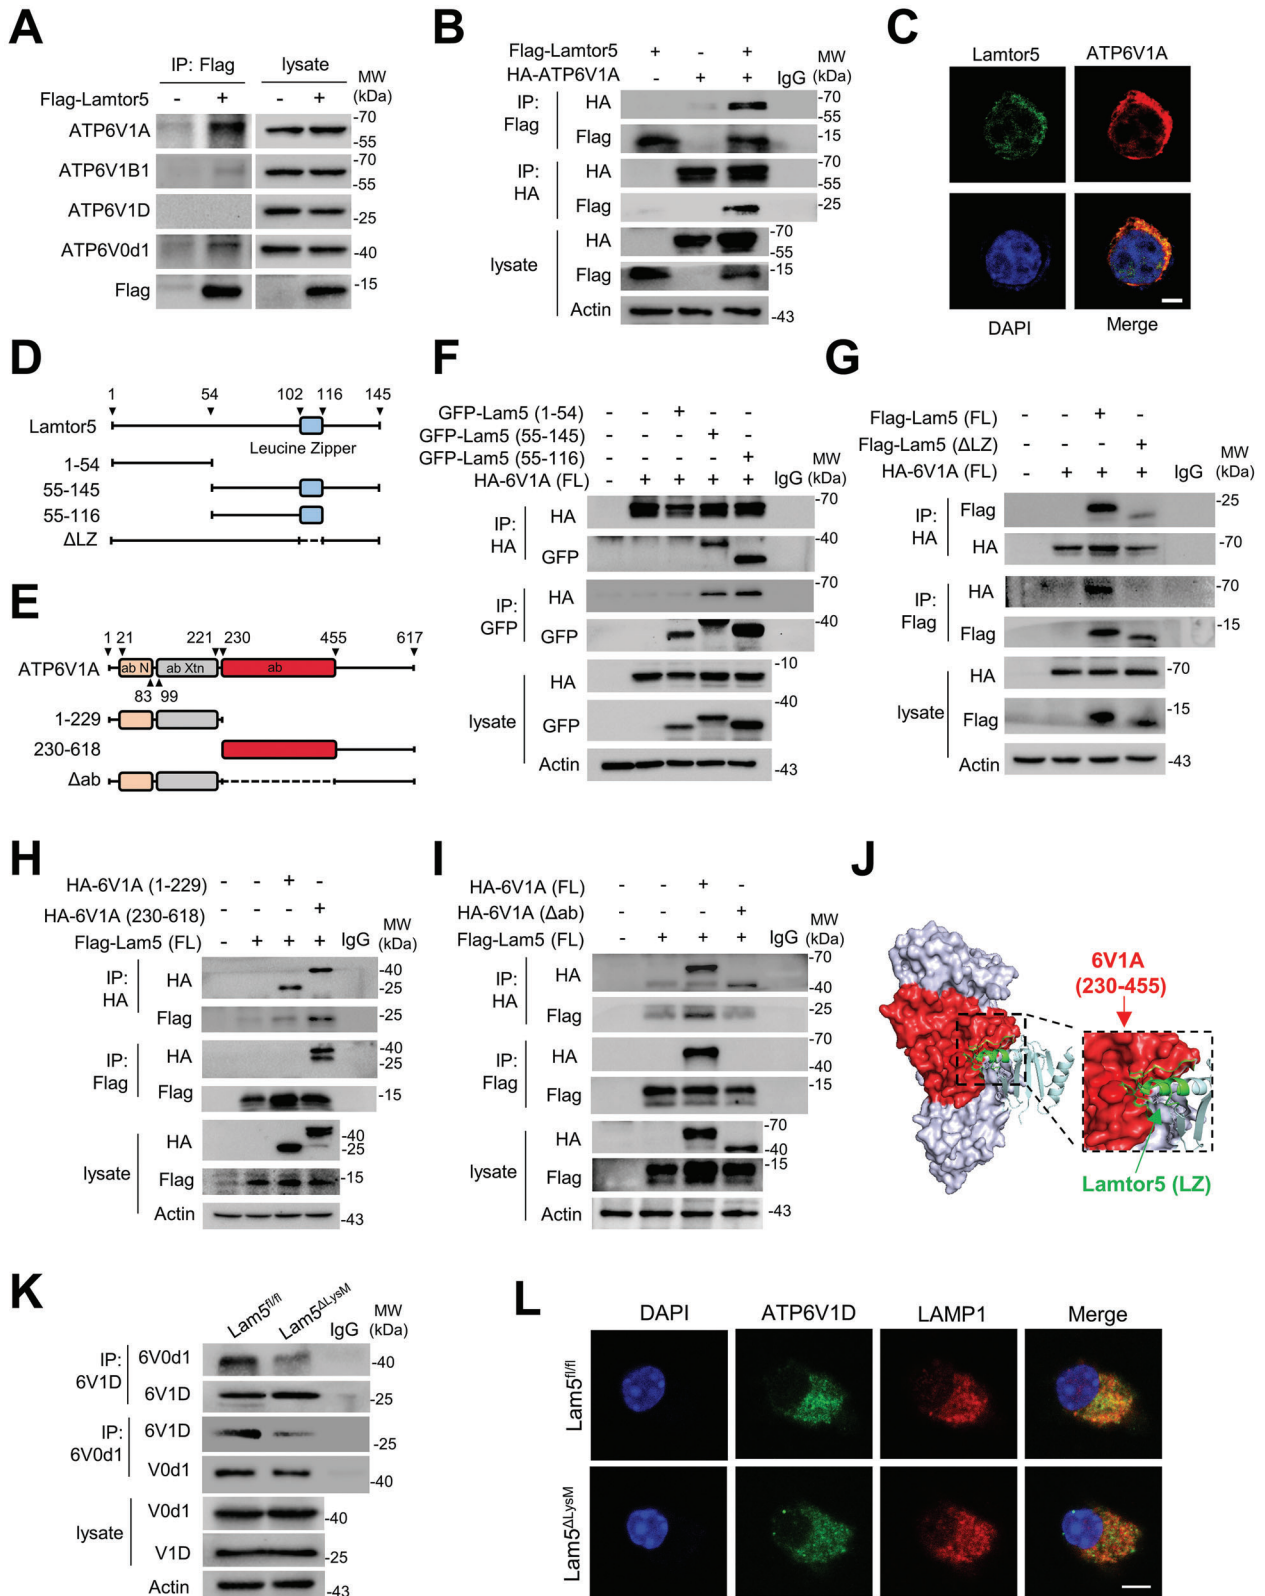 A
IP: Flag lysate MW (kDa)
Flag-Lamtor5 - + - +
ATP6V1A -70 -55
ATP6V1B1 -70 -55
ATP6V1D -25
ATP6V0d1 -40
Flag -15
B
Flag-Lamtor5 + - + MW (kDa)
HA-ATP6V1A - + + IgG
IP: Flag HA -70 -55
Flag -15
IP: HA HA -70 -55
Flag -25
lysate HA -70 -55
Flag -15
Actin -43
C
Lamtor5 ATP6V1A
DAPI Merge
D
1 54 102 116 145
Lamtor5
Leucine Zipper
1-54
55-145
55-116
ΔLZ
E
1 21 221 230 455 617
ATP6V1A ab N ab Xtn ab
83 99
1-229
230-618
Δab
F
GFP-Lam5 (1-54) - +
GFP-Lam5 (55-145) - +
GFP-Lam5 (55-116) - + MW (kDa)
HA-6V1A (FL) - + + + + IgG
IP: HA HA -70
GFP -40
IP: GFP HA -70
GFP -40
lysate HA -10
GFP -40
Actin -43
G
Flag-Lam5 (FL) - - +
Flag-Lam5 (ΔLZ) - - + MW (kDa)
HA-6V1A (FL) - + + + IgG
IP: HA Flag -25
HA -70
IP: Flag HA -70
Flag -15
lysate HA -70
Flag -15
Actin -43
H
HA-6V1A (1-229) - - + -
HA-6V1A (230-618) - - +
Flag-Lam5 (FL) - + + + IgG MW (kDa)
IP: HA HA -40 -25
Flag -25
IP: Flag HA -40 -25
Flag -15
lysate HA -40 -25
Flag -15
Actin -43
I
HA-6V1A (FL) - - +
HA-6V1A (Δab) - - + MW (kDa)
Flag-Lam5 (FL) - + + + IgG
IP: HA HA -70 -40
Flag -25
IP: Flag HA -70 -40
Flag -15
lysate HA -70 -40
Flag -15
Actin -43
J
6V1A (230-455)
Lamtor5 (LZ)
K
Lam5fl/fl Lam5ΔLysM IgG MW (kDa)
IP: 6V1D 6V0d1 -40
6V1D -25
IP: 6V0d1 6V1D -25
V0d1 -40
lysate V0d1 -40
V1D -25
Actin -43
L
DAPI ATP6V1D LAMP1 Merge
Lam5fl/fl
Lam5ΔLysM